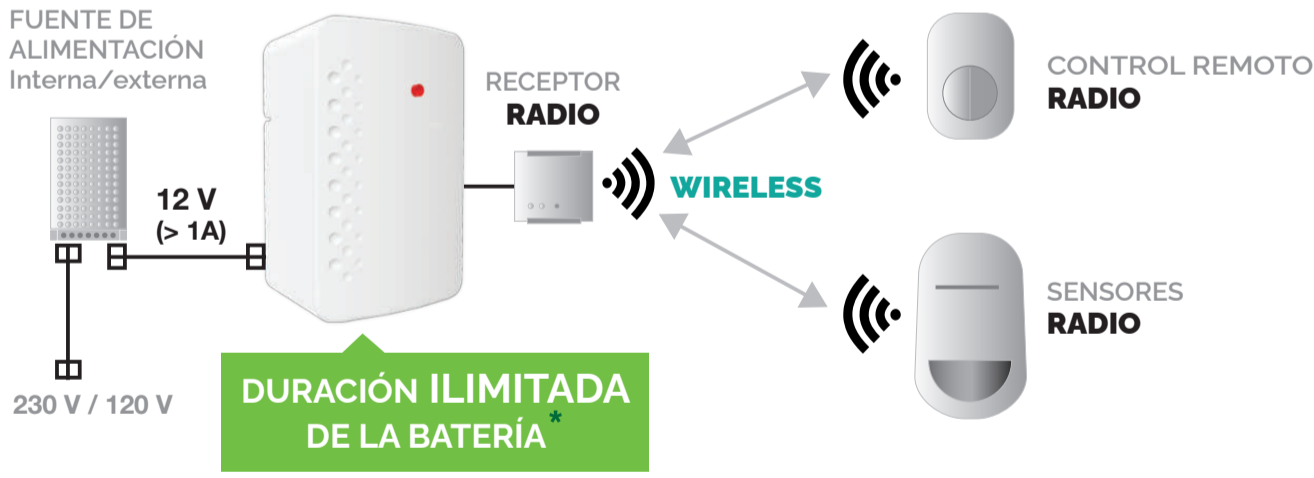 FUENTE DE
ALIMENTACIÓN
Interna/externa
12 V
(> 1A)
230 V / 120 V
RECEPTOR
RADIO
WIRELESS
CONTROL REMOTO
RADIO
SENSORES
RADIO
DURACIÓN ILIMITADA
DE LA BATERÍA*